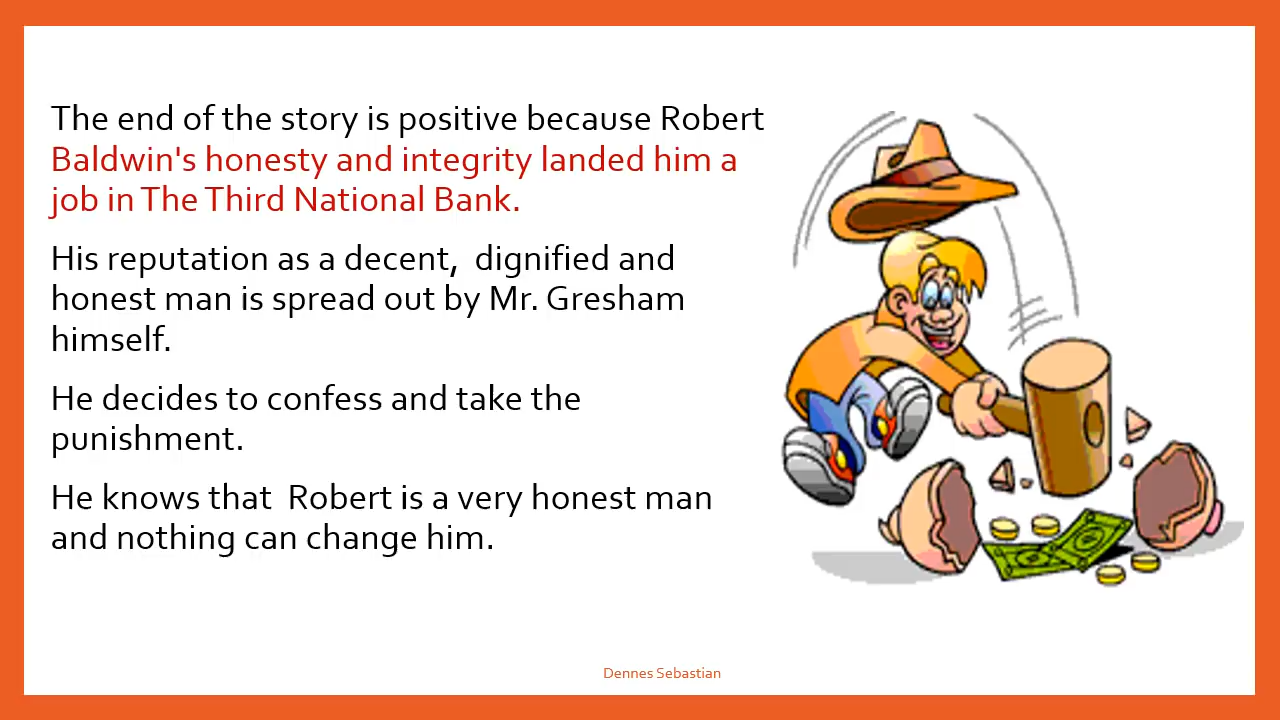 The end of the story is positive because Robert
Baldwin's honesty and integrity landed him a
job in The Third National Bank.
His reputation as a decent,  dignified and
honest man is spread out by Mr. Gresham
himself.
He decides to confess and take the
punishment.
He knows that  Robert is a very honest man
and nothing can change him.
Dennes Sebastian